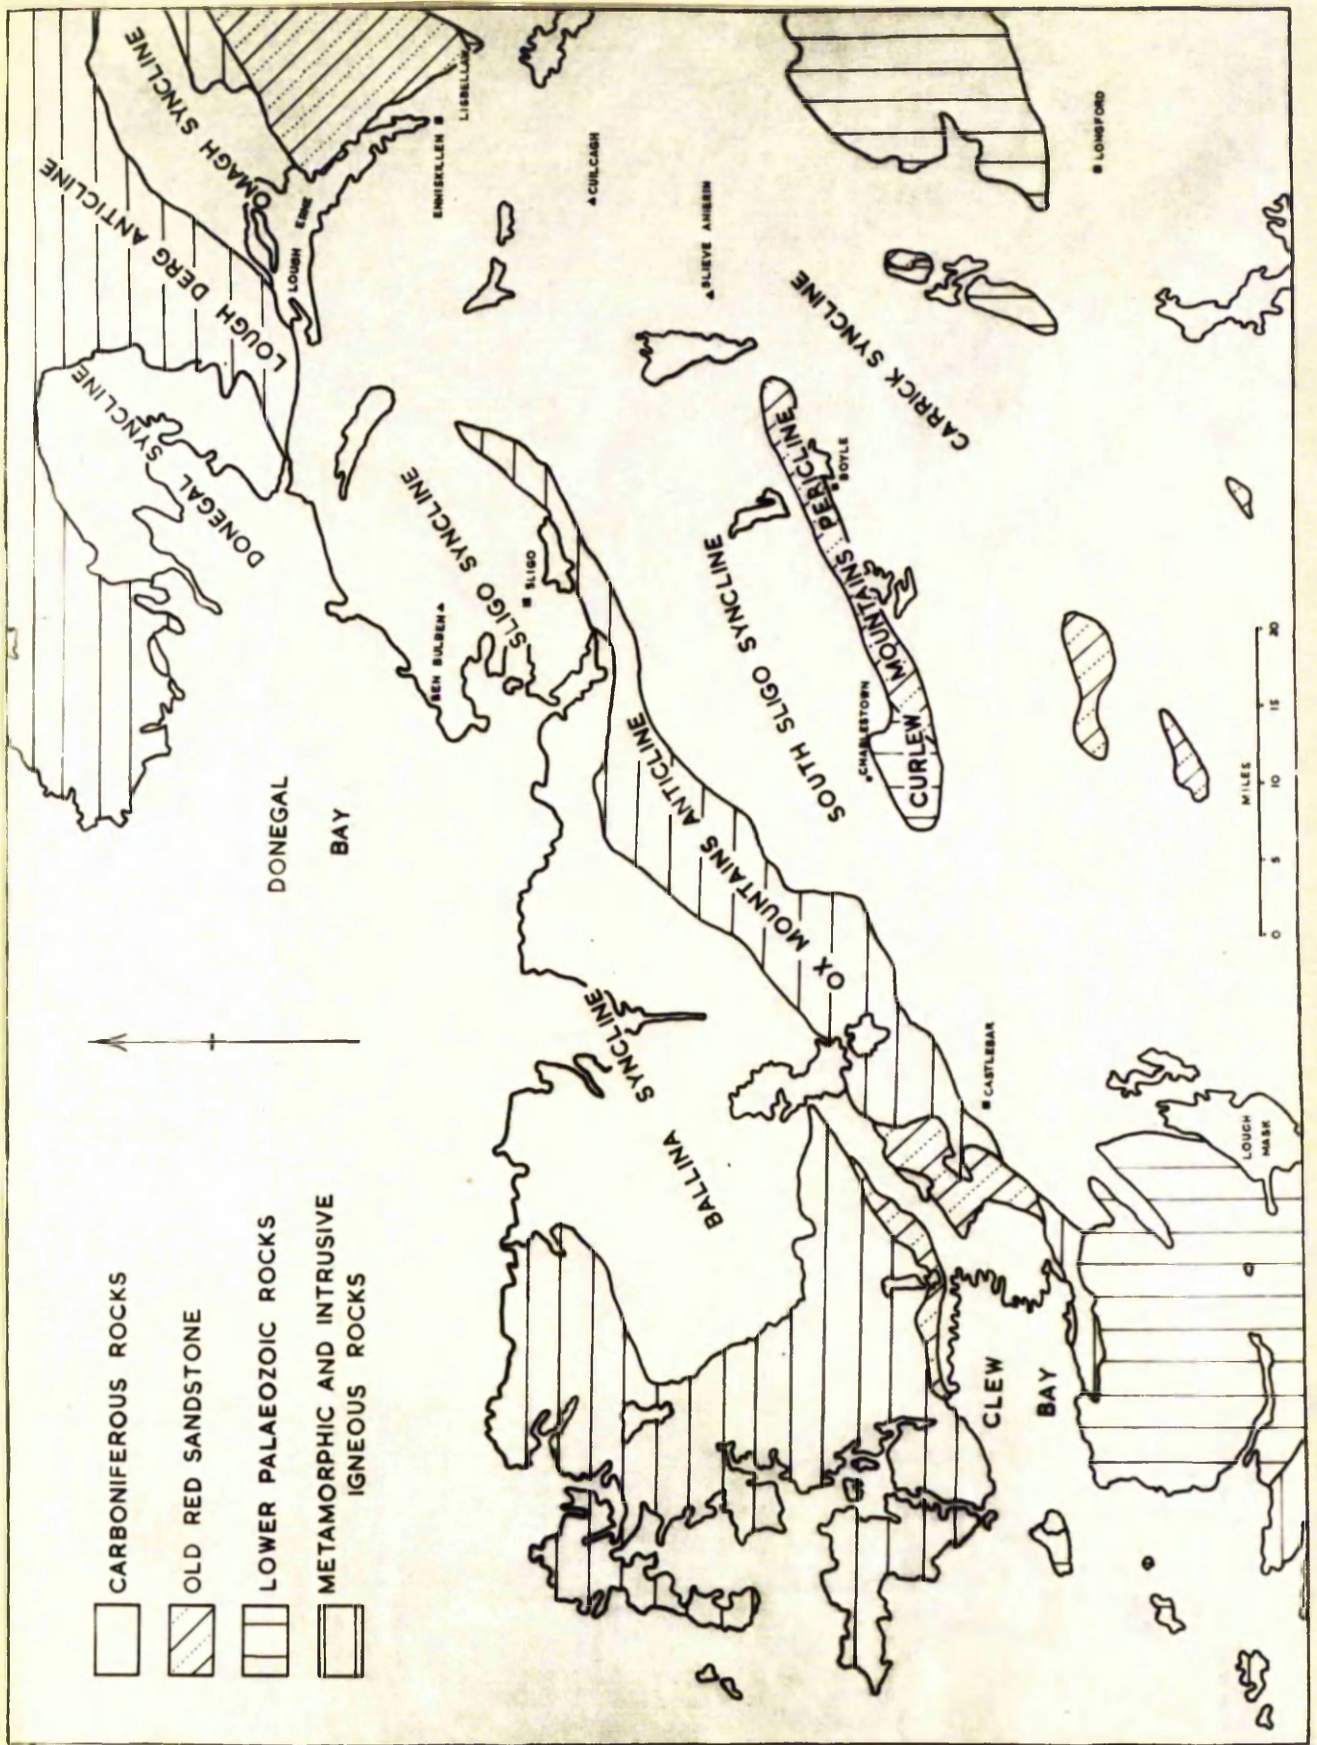 CARBONIFEROUS ROCKS
OLD RED SANDSTONE
LOWER PALAEOZOIC ROCKS
METAMORPHIC AND INTRUSIVE
IGNEOUS ROCKS
DONEGAL
BAY
DONEGAL SYNCLINE
LOUGH DERG ANTICLINE
OMAGH SYNCLINE
LOUGH ERNE
LISBELLAW
ENNISKILLEN
CUILCAGH
SLIEVE ANIERIN
LONGFORD
BEN BULBEN
SLIGO SYNCLINE
SLIGO
SLIGO SYNCLINE
SOUTH SLIGO SYNCLINE
CARRICK SYNCLINE
CURLEW MOUNTAINS PERICLINE
BOYLE
CHARLESTOWN
OX MOUNTAINS ANTICLINE
BALLINA SYNCLINE
CASTLEBAR
CLEW
BAY
LOUGH
MASK
MILES
0 5 10 15 20